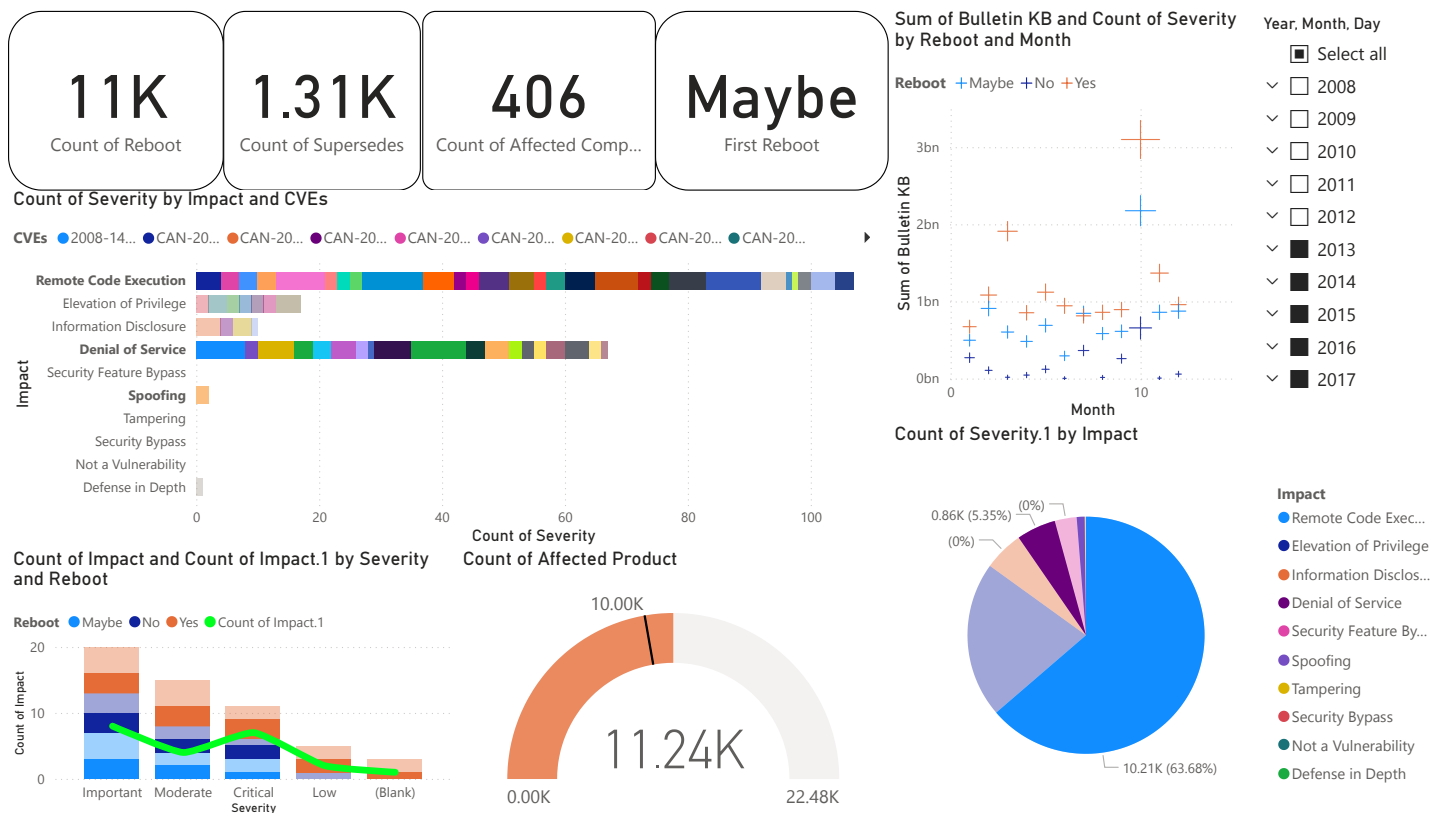 11K
Count of Reboot
1.31K
Count of Supersedes
406
Count of Affected Comp...
Maybe
First Reboot
Count of Severity by Impact and CVEs
CVEs 2008-14... CAN-20... CAN-20... CAN-20... CAN-20... CAN-20... CAN-20... CAN-20... CAN-20...
Impact
Remote Code Execution
Elevation of Privilege
Information Disclosure
Denial of Service
Security Feature Bypass
Spoofing
Tampering
Security Bypass
Not a Vulnerability
Defense in Depth
0 20 40 60 80 100
Count of Severity
Sum of Bulletin KB and Count of Severity
by Reboot and Month
Reboot Maybe No Yes
Sum of Bulletin KB
3bn
2bn
1bn
0bn
0 10
Month
Year, Month, Day
Select all
2008
2009
2010
2011
2012
2013
2014
2015
2016
2017
Count of Impact and Count of Impact.1 by Severity
and Reboot
Reboot Maybe No Yes Count of Impact.1
Count of Impact
20
10
0
Important Moderate Critical Low (Blank)
Severity
Count of Affected Product
10.00K
11.24K
0.00K
22.48K
Count of Severity.1 by Impact
(0%)
0.86K (5.35%)
(0%)
10.21K (63.68%)
Impact
Remote Code Exec...
Elevation of Privilege
Information Disclos...
Denial of Service
Security Feature By...
Spoofing
Tampering
Security Bypass
Not a Vulnerability
Defense in Depth